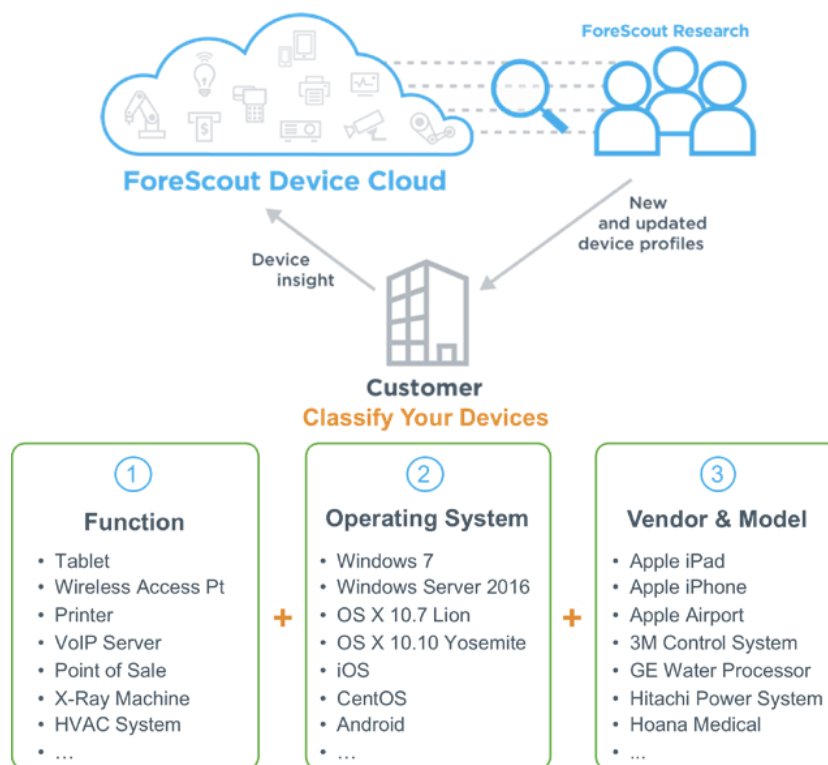 ForeScout Research
$
ForeScout Device Cloud
Device
insight
New
and updated
device profiles
Customer
Classify Your Devices
1
Function
• Tablet
• Wireless Access Pt
• Printer
• VoIP Server
• Point of Sale
• X-Ray Machine
• HVAC System
• …
+
2
Operating System
• Windows 7
• Windows Server 2016
• OS X 10.7 Lion
• OS X 10.10 Yosemite
• iOS
• CentOS
• Android
• …
+
3
Vendor & Model
• Apple iPad
• Apple iPhone
• Apple Airport
• 3M Control System
• GE Water Processor
• Hitachi Power System
• Hoana Medical
• ...